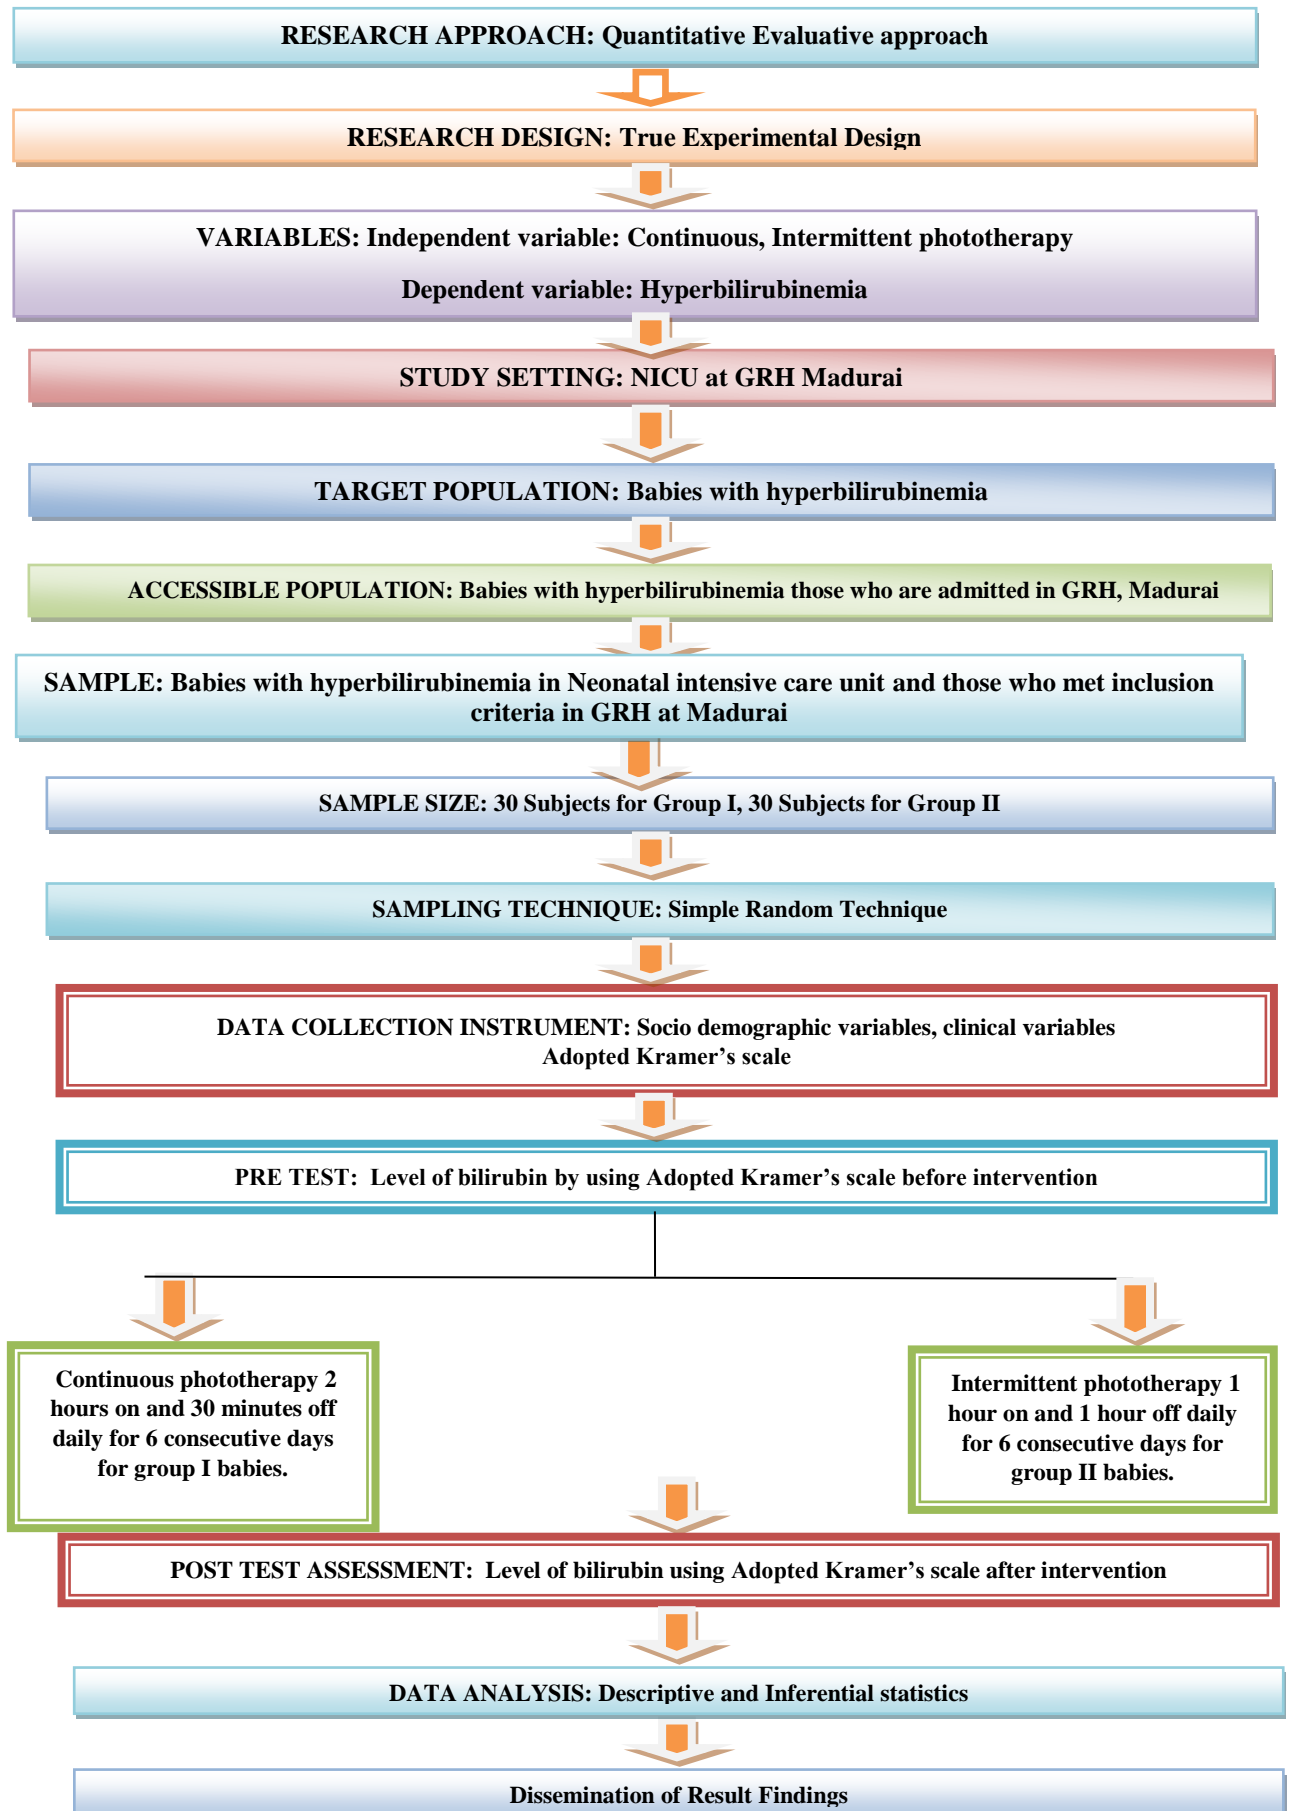 RESEARCH APPROACH: Quantitative Evaluative approach
RESEARCH DESIGN: True Experimental Design
VARIABLES: Independent variable: Continuous, Intermittent phototherapy
Dependent variable: Hyperbilirubinemia
STUDY SETTING: NICU at GRH Madurai
TARGET POPULATION: Babies with hyperbilirubinemia
ACCESSIBLE POPULATION: Babies with hyperbilirubinemia those who are admitted in GRH, Madurai
SAMPLE: Babies with hyperbilirubinemia in Neonatal intensive care unit and those who met inclusion
criteria in GRH at Madurai
SAMPLE SIZE: 30 Subjects for Group I, 30 Subjects for Group II
SAMPLING TECHNIQUE: Simple Random Technique
DATA COLLECTION INSTRUMENT: Socio demographic variables, clinical variables
Adopted Kramer’s scale
PRE TEST: Level of bilirubin by using Adopted Kramer’s scale before intervention
Continuous phototherapy 2
hours on and 30 minutes off
daily for 6 consecutive days
for group I babies.
Intermittent phototherapy 1
hour on and 1 hour off daily
for 6 consecutive days for
group II babies.
POST TEST ASSESSMENT: Level of bilirubin using Adopted Kramer’s scale after intervention
DATA ANALYSIS: Descriptive and Inferential statistics
Dissemination of Result Findings